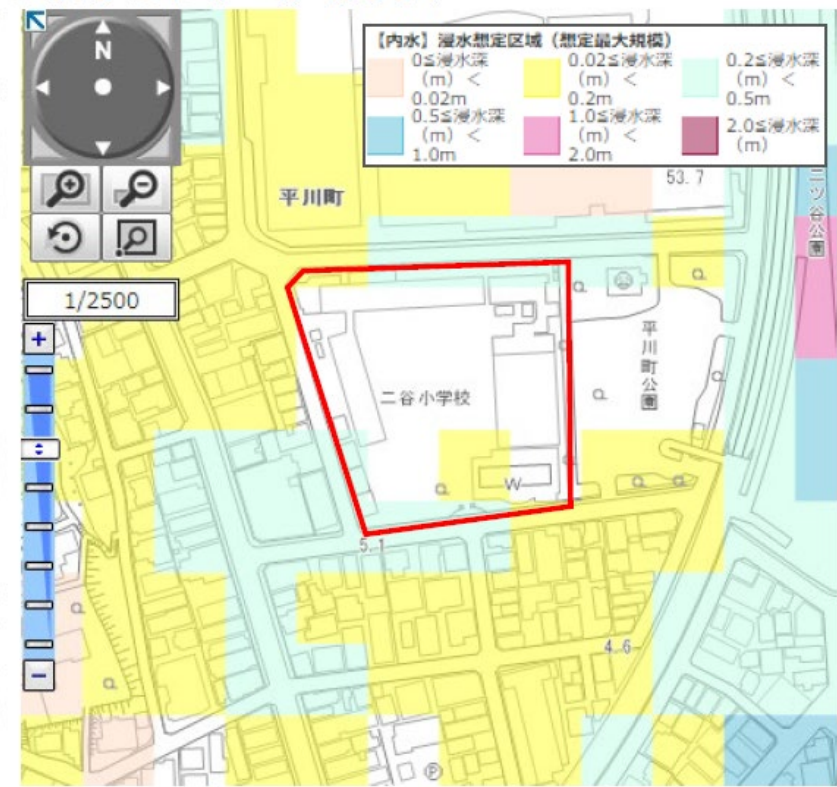 N
1/2500
+
−
【内水】浸水想定区域（想定最大規模）
0≦浸水深
（m）＜
0.02m
0.02≦浸水深
（m）＜
0.2m
0.2≦浸水深
（m）＜
0.5m
0.5≦浸水深
（m）＜
1.0m
1.0≦浸水深
（m）＜
2.0m
2.0≦浸水深
（m）
平川町
53.7
二ツ谷公園
平川町公園
二谷小学校
W
5.1
4.6
P